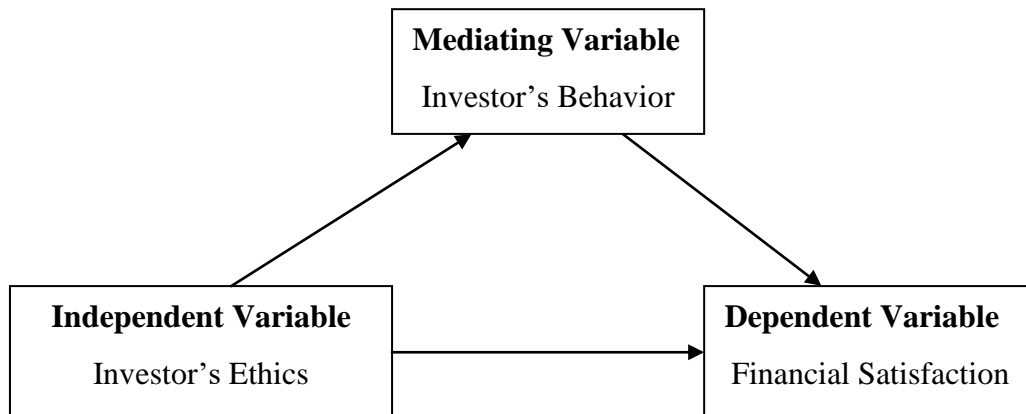 Mediating Variable
Investor’s Behavior
Independent Variable
Investor’s Ethics
Dependent Variable
Financial Satisfaction